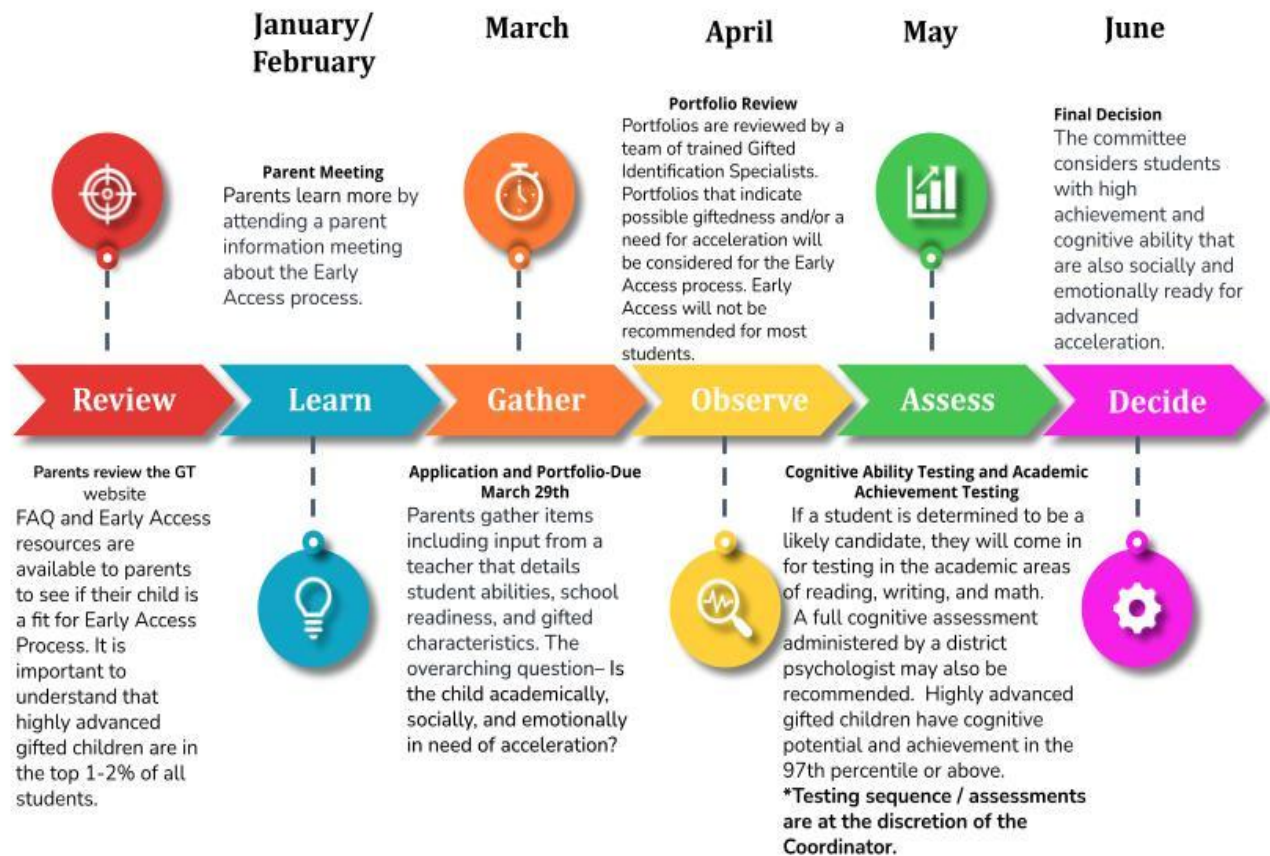 January/
February
March
April
May
June
Parent Meeting
Parents learn more by
attending a parent
information meeting
about the Early
Access process.
Portfolio Review
Portfolios are reviewed by a
team of trained Gifted
Identification Specialists.
Portfolios that indicate
possible giftedness and/or a
need for acceleration will
be considered for the Early
Access process. Early
Access will not be
recommended for most
students.
Final Decision
The committee
considers students
with high
achievement and
cognitive ability that
are also socially and
emotionally ready for
advanced
acceleration.
Review
Learn
Gather
Observe
Assess
Decide
Parents review the GT
website
FAQ and Early Access
resources are
available to parents
to see if their child is
a fit for Early Access
Process. It is
important to
understand that
highly advanced
gifted children are in
the top 1-2% of all
students.
Application and Portfolio-Due
March 29th
Parents gather items
including input from a
teacher that details
student abilities, school
readiness, and gifted
characteristics. The
overarching question– Is
the child academically,
socially, and emotionally
in need of acceleration?
Cognitive Ability Testing and Academic
Achievement Testing
If a student is determined to be a
likely candidate, they will come in
for testing in the academic areas
of reading, writing, and math.
A full cognitive assessment
administered by a district
psychologist may also be
recommended. Highly advanced
gifted children have cognitive
potential and achievement in the
97th percentile or above.
*Testing sequence / assessments
are at the discretion of the
Coordinator.